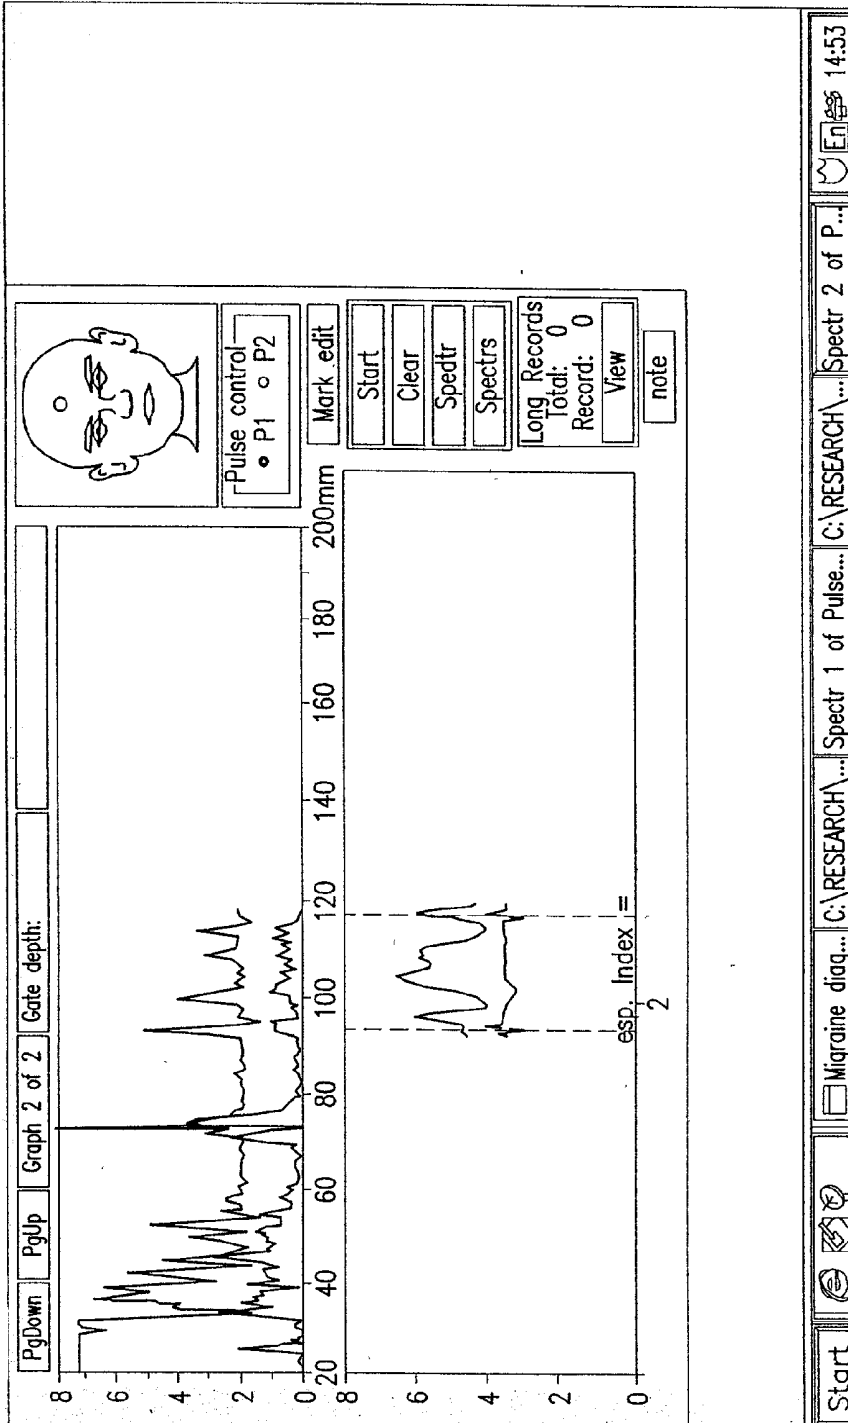 PgDown PgUp Graph 2 of 2 Gate depth:
8
6
4
2
0
20 40 60 80 100 120 140 160 180 200mm
Pulse control
P1 P2
Mark edit
8
6
4
2
0
esp. Index =
2
Start
Clear
Spedtr
Spectrs
Long Records
Total: 0
Record: 0
View
note
Start Migraine diag... C:\RESEARCH\... Spectr 1 of Pulse... C:\RESEARCH\... Spectr 2 of P... En 14:53